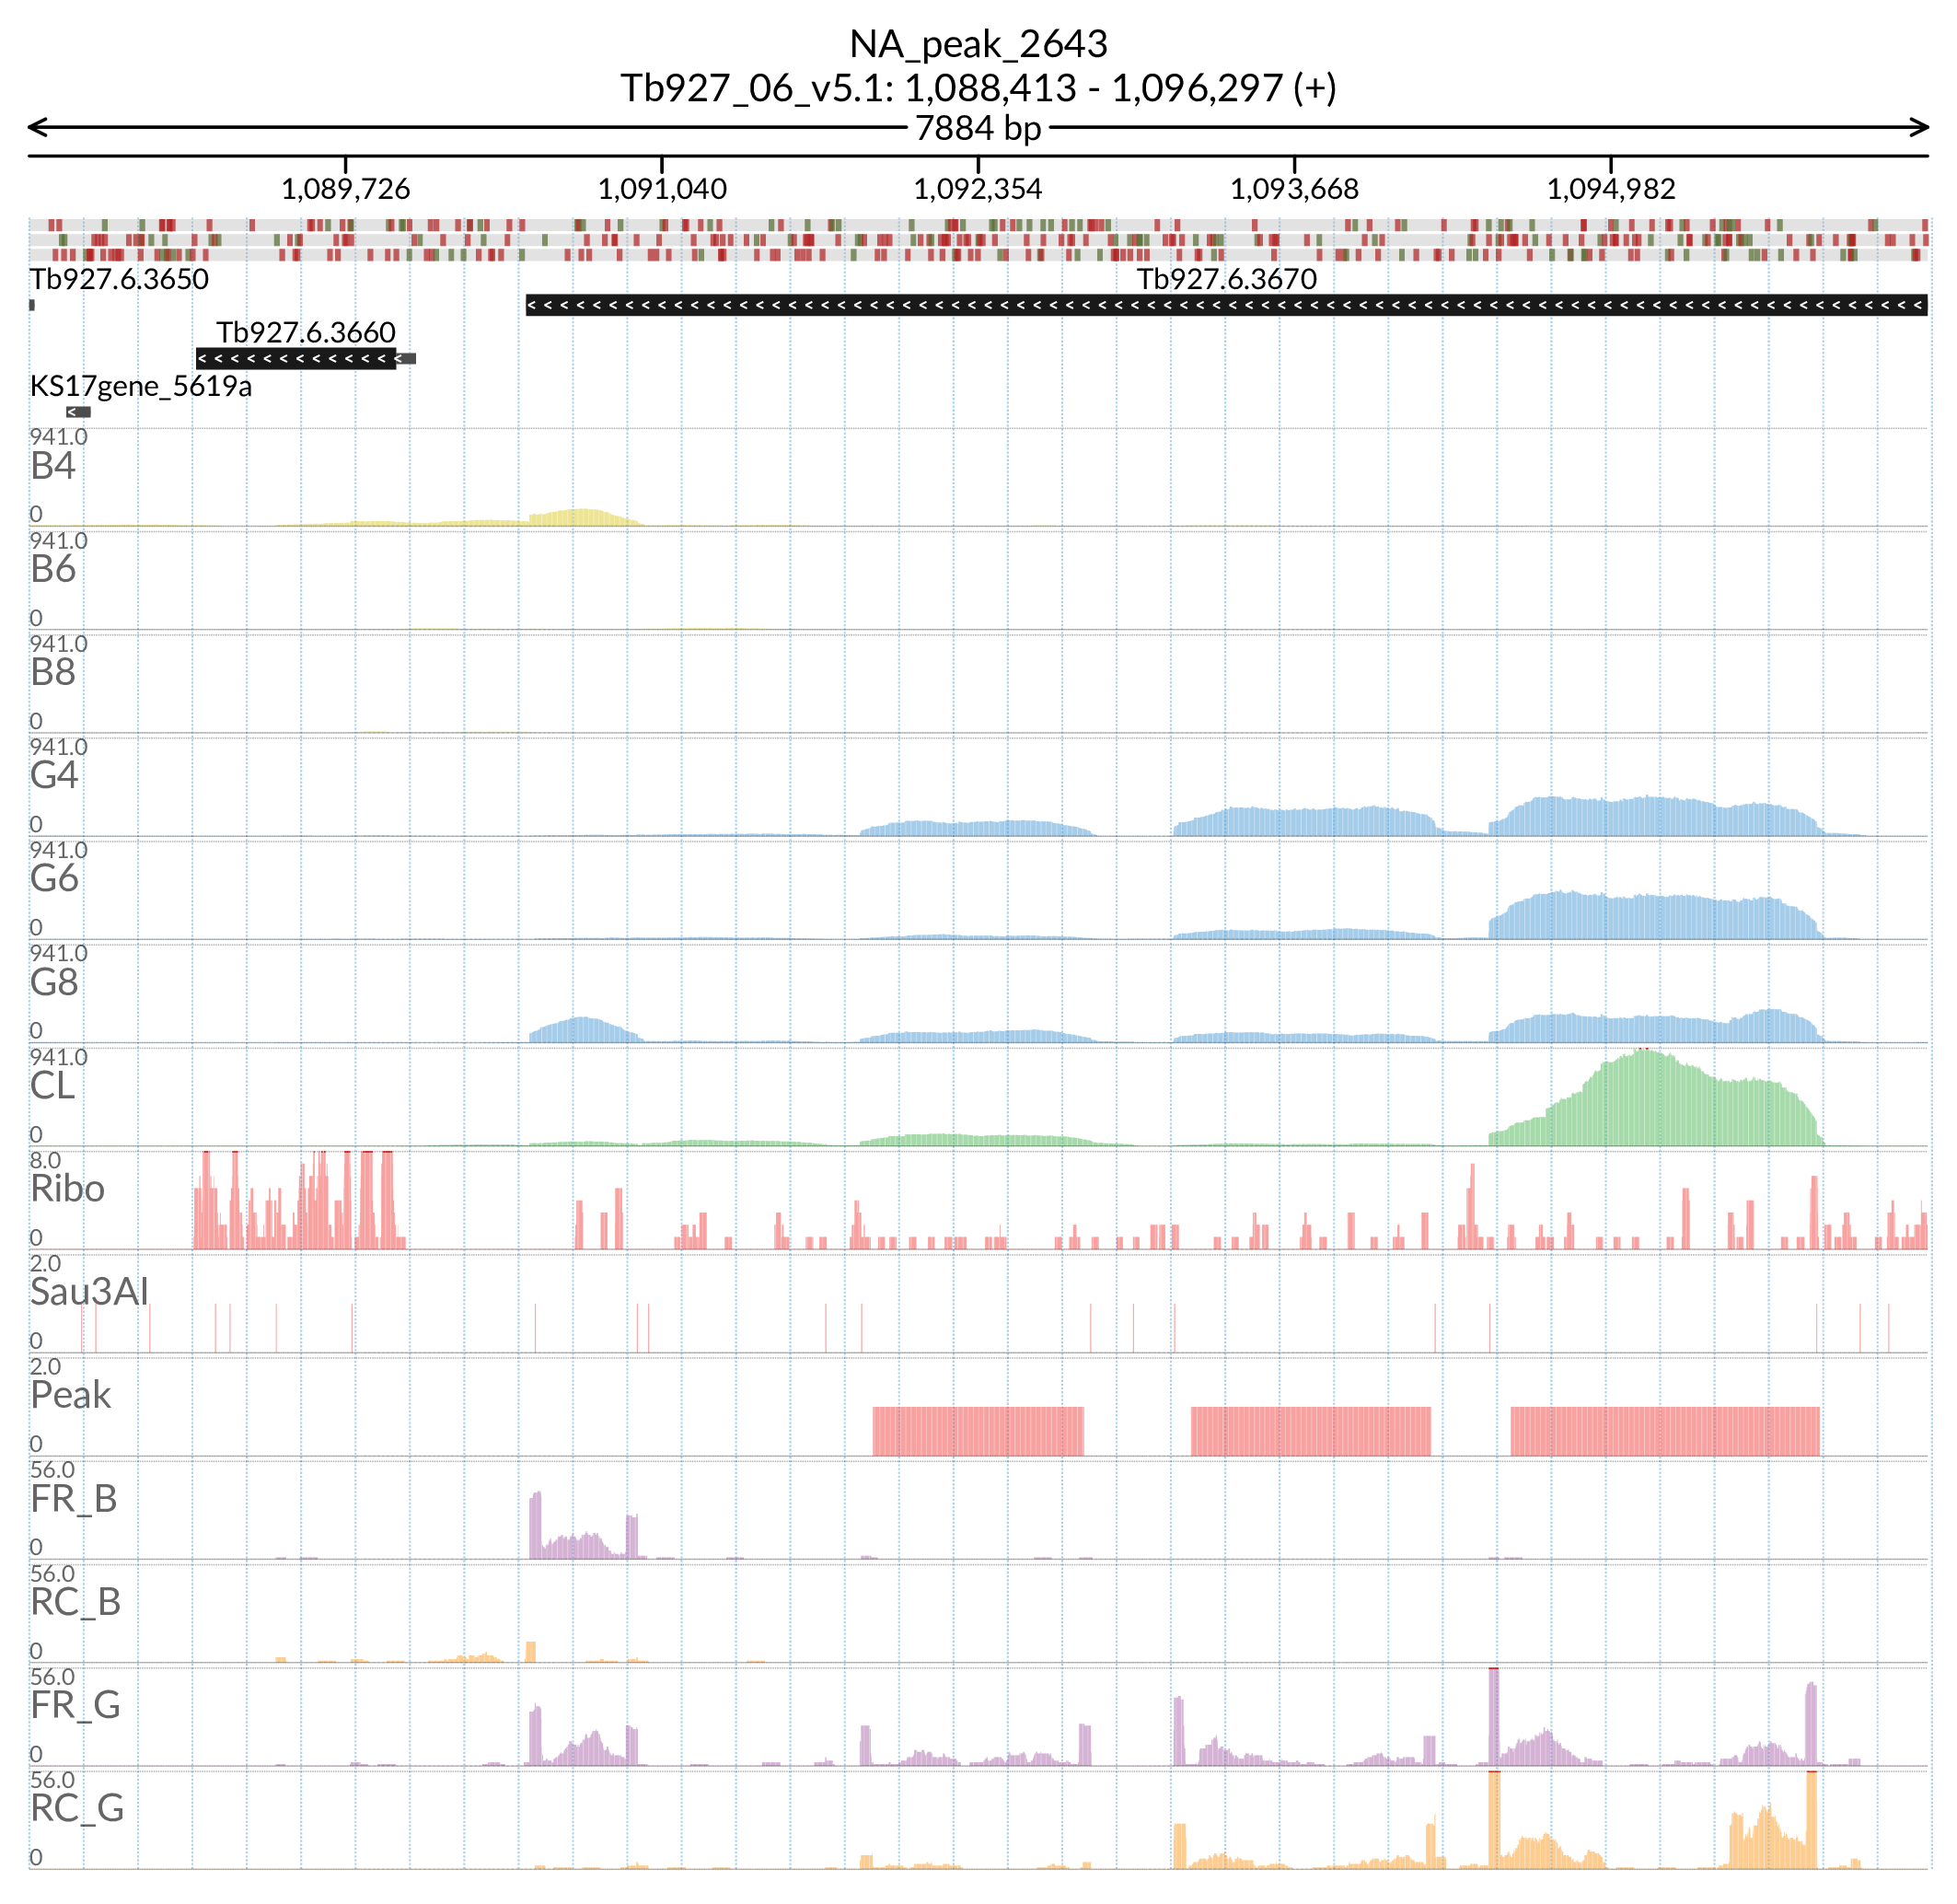 NA_peak_2643
Tb927_06_v5.1: 1,088,413 - 1,096,297 (+)
7884 bp
1,089,726 1,091,040 1,092,354 1,093,668 1,094,982
Tb927.6.3650 Tb927.6.3670
Tb927.6.3660
KS17gene_5619a
941.0
B4
0
941.0
B6
0
941.0
B8
0
941.0
G4
0
941.0
G6
0
941.0
G8
0
941.0
CL
0
8.0
Ribo
0
2.0
Sau3AI
0
2.0
Peak
0
56.0
FR_B
0
56.0
RC_B
0
56.0
FR_G
0
56.0
RC_G
0